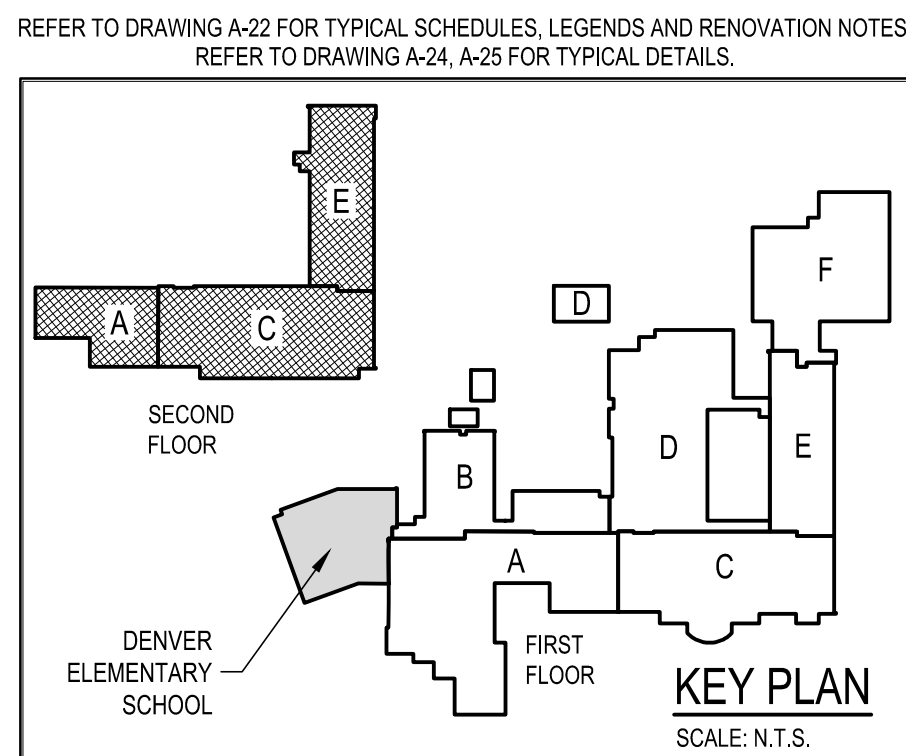 REFER TO DRAWING A-22 FOR TYPICAL SCHEDULES, LEGENDS AND RENOVATION NOTES
REFER TO DRAWING A-24, A-25 FOR TYPICAL DETAILS.
E
A
C
SECOND
FLOOR
F
D
D
E
B
A
C
DENVER
ELEMENTARY
SCHOOL
FIRST
FLOOR
KEY PLAN
SCALE: N.T.S.